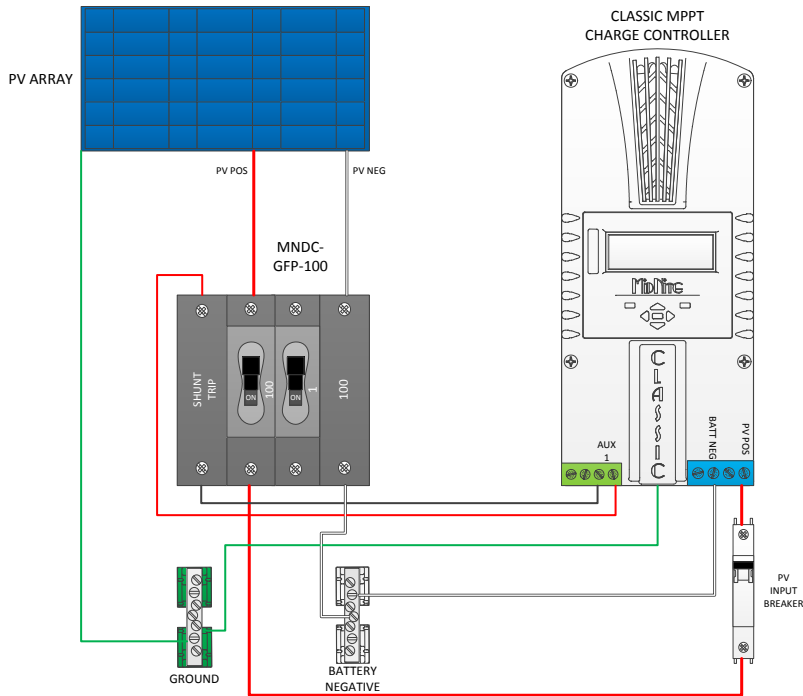 CLASSIC MPPT
CHARGE CONTROLLER
PV ARRAY
PV POS
PV NEG
MNDC-
GFP-100
MIDNITE
SHUNT
TRIP
100
1
100
ON
ON
CLASSIC
AUX
1
BATT NEG
PV POS
PV
INPUT
BREAKER
GROUND
BATTERY
NEGATIVE